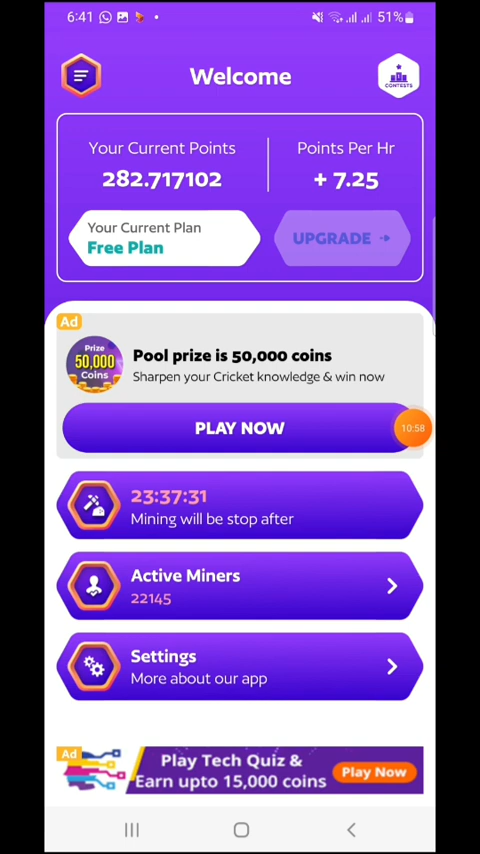 6:41
51%
Welcome
CONTESTS
Your Current Points
Points Per Hr
282.717102
+ 7.25
Your Current Plan
Free Plan
UPGRADE
Ad
Prize
50,000
Coins
Pool prize is 50,000 coins
Sharpen your Cricket knowledge & win now
PLAY NOW
10:58
23:37:31
Mining will be stop after
Active Miners
22145
Settings
More about our app
Ad
Play Tech Quiz &
Earn upto 15,000 coins
Play Now